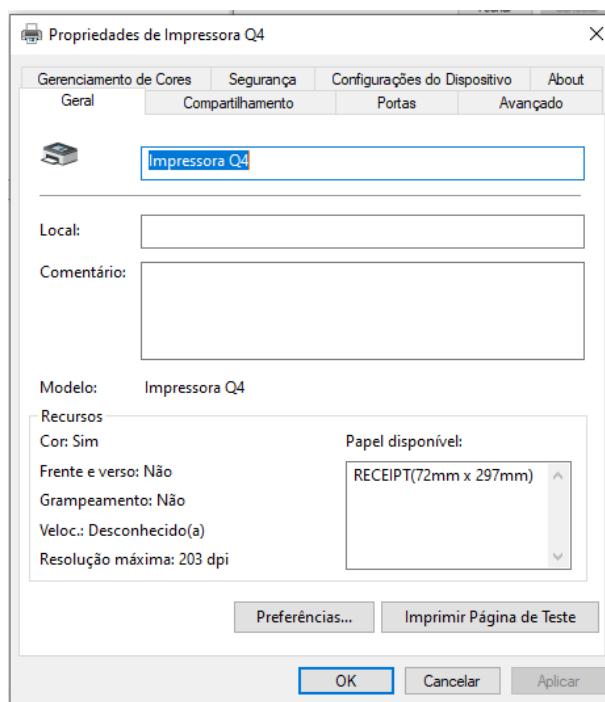 Propriedades de Impressora Q4
Gerenciamento de Cores Segurança Configurações do Dispositivo About
Geral Compartilhamento Portas Avançado
Impressora Q4
Local:
Comentário:
Modelo: Impressora Q4
Recursos
Cor: Sim Papel disponível:
Frente e verso: Não RECEIPT(72mm x 297mm)
Grampeamento: Não
Veloc.: Desconhecido(a)
Resolução máxima: 203 dpi
Preferências... Imprimir Página de Teste
OK Cancelar Aplicar